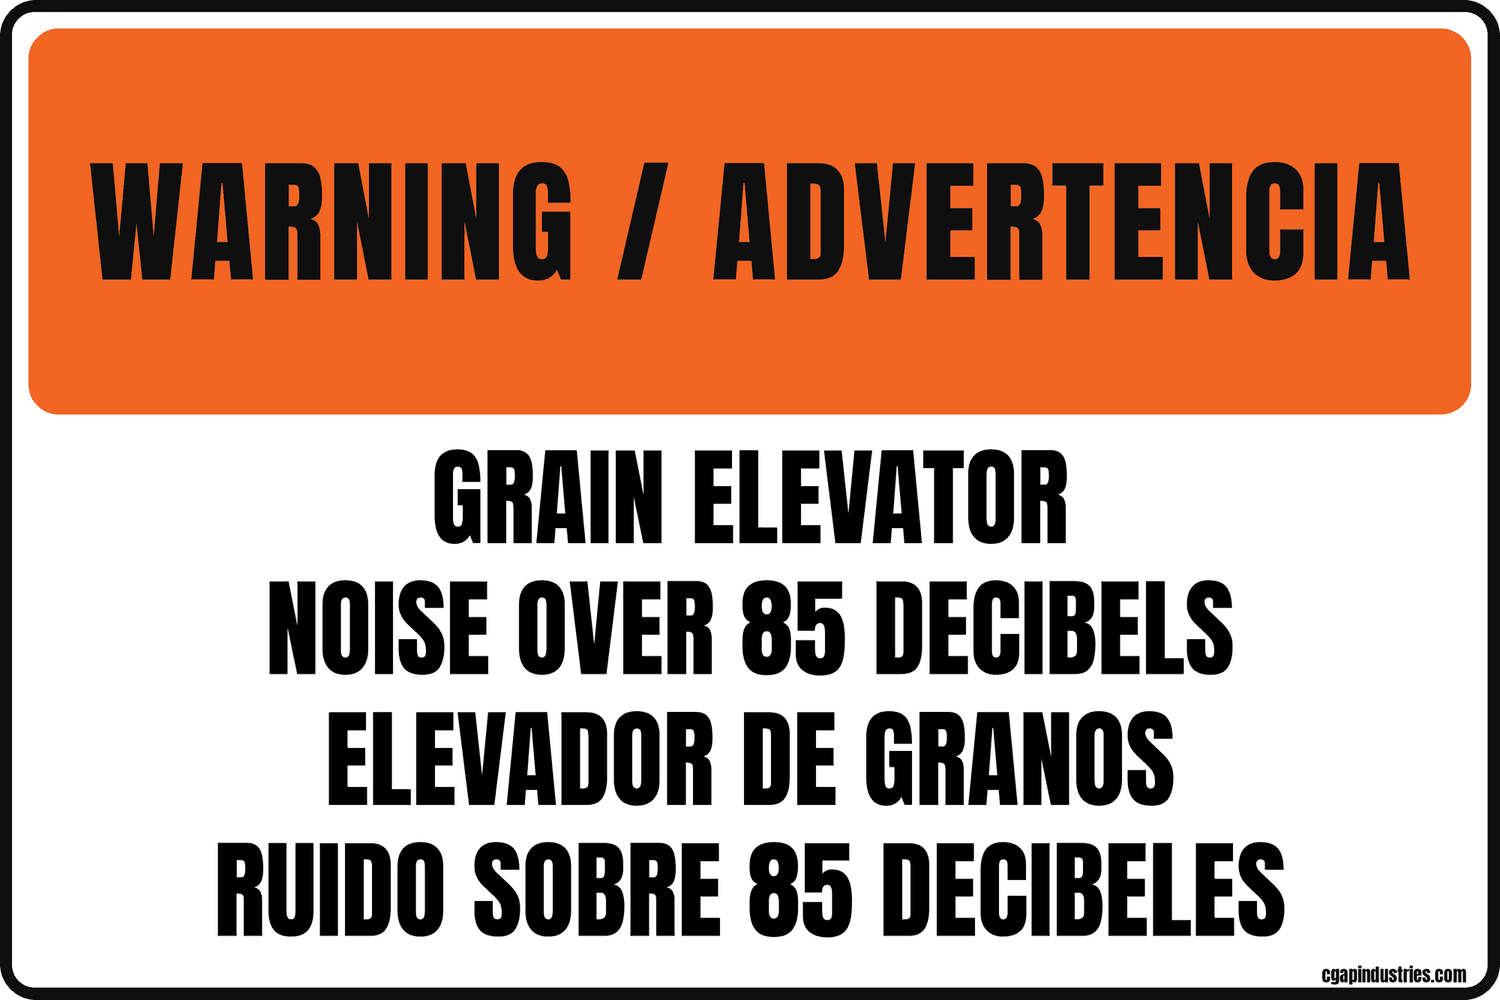 WARNING / ADVERTENCIA
GRAIN ELEVATOR
NOISE OVER 85 DECIBELS
ELEVADOR DE GRANOS
RUIDO SOBRE 85 DECIBELES
cgapindustries.com